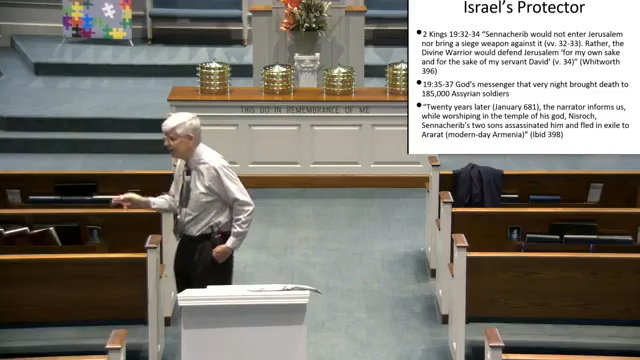 Israel's Protector
•2 Kings 19:32-34 "Sennacherib would not enter Jerusalem
nor bring a siege weapon against it (vv. 32-33). Rather, the
Divine Warrior would defend Jerusalem 'for my own sake
and for the sake of my servant David' (v. 34)" (Whitworth
396)
•19:35-37 God's messenger that very night brought death to
185,000 Assyrian soldiers
•"Twenty years later (January 681), the narrator informs us,
while worshiping in the temple of his god, Nisroch,
Sennacherib's two sons assassinated him and fled in exile to
Ararat (modern-day Armenia)" (Ibid 398)
THIS DO IN REMEMBRANCE OF ME